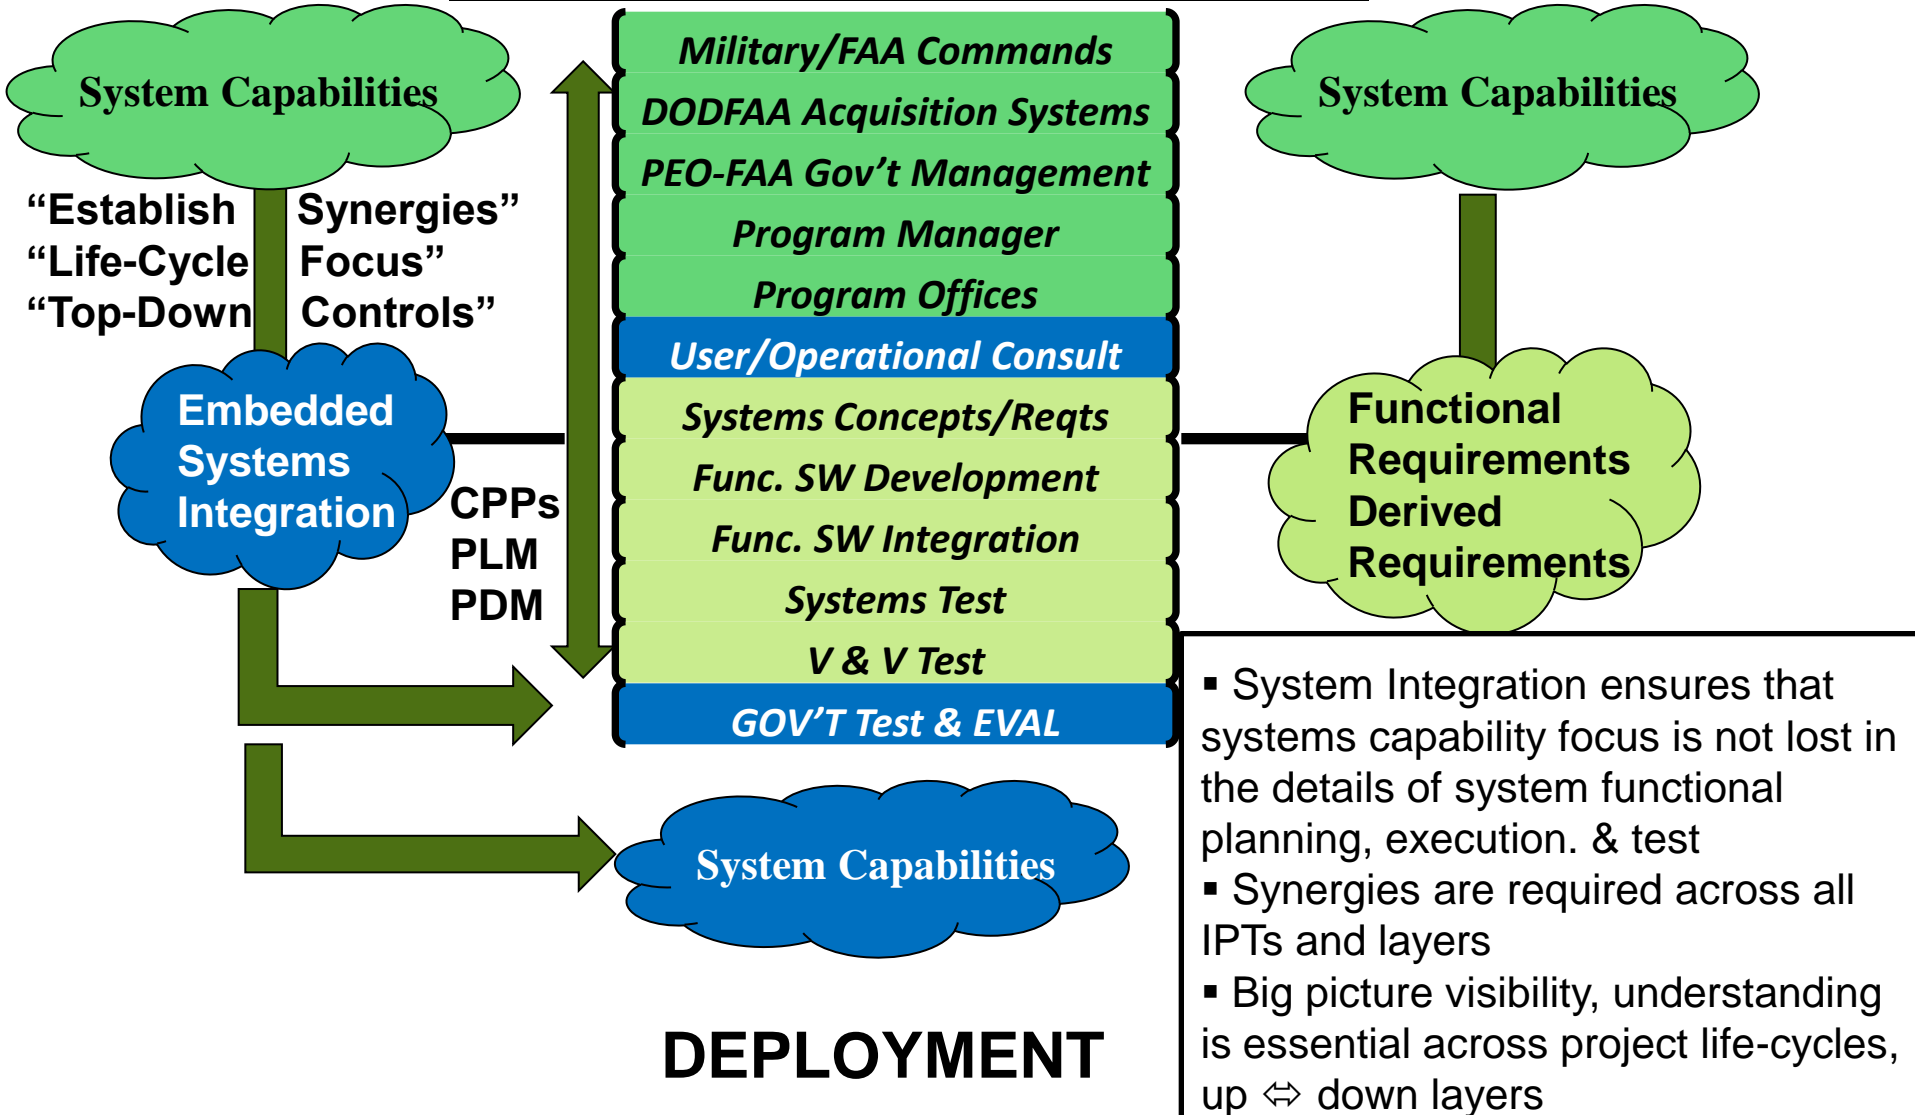 System Capabilities
“Establish Synergies”
“Life-Cycle Focus”
“Top-Down Controls”
Embedded
Systems
Integration
CPPs
PLM
PDM
Military/FAA Commands
DODFAA Acquisition Systems
PEO-FAA Gov’t Management
Program Manager
Program Offices
User/Operational Consult
Systems Concepts/Reqts
Func. SW Development
Func. SW Integration
Systems Test
V & V Test
GOV’T Test & EVAL
System Capabilities
DEPLOYMENT
System Capabilities
Functional
Requirements
Derived
Requirements
▪ System Integration ensures that
systems capability focus is not lost in
the details of system functional
planning, execution. & test
▪ Synergies are required across all
IPTs and layers
▪ Big picture visibility, understanding
is essential across project life-cycles,
up ⇔ down layers